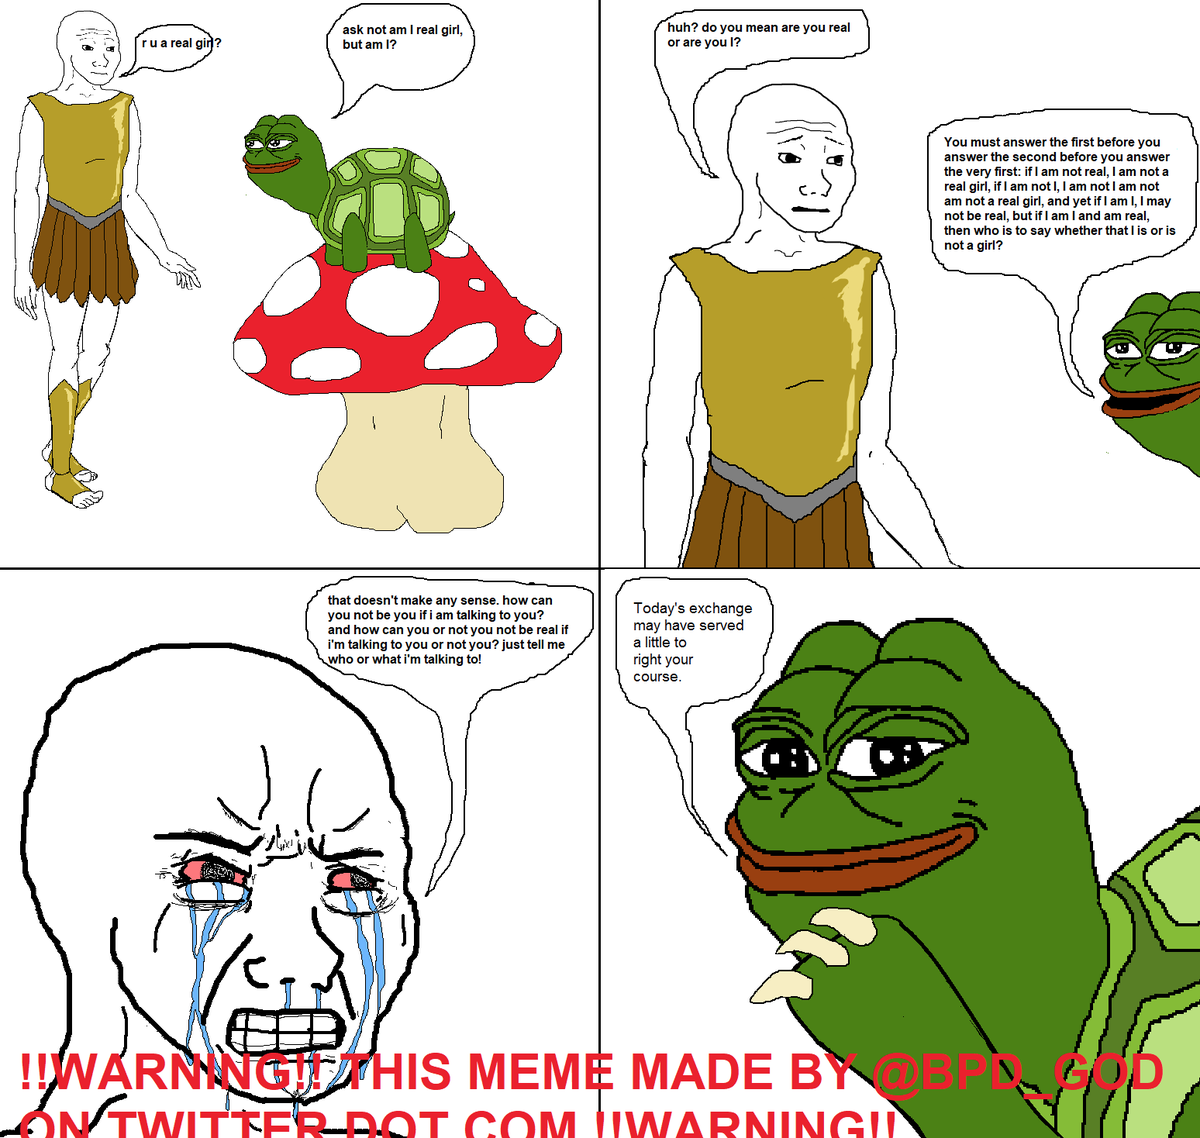 r u a real girl?
ask not am I real girl,
but am I?
huh? do you mean are you real
or are you I?
You must answer the first before you
answer the second before you answer
the very first: if I am not real, I am not a
real girl, if I am not I, I am not I am not
am not a real girl, and yet if I am I, I may
not be real, but if I am I and am real,
then who is to say whether that I is or is
not a girl?
that doesn't make any sense. how can
you not be you if i am talking to you?
and how can you or not you not be real if
i'm talking to you or not you? just tell me
who or what i'm talking to!
Today's exchange
may have served
a little to
right your
course.
!!WARNING!! THIS MEME MADE BY @BPD_GOD
ON TWITTER DOT COM !!WARNING!!